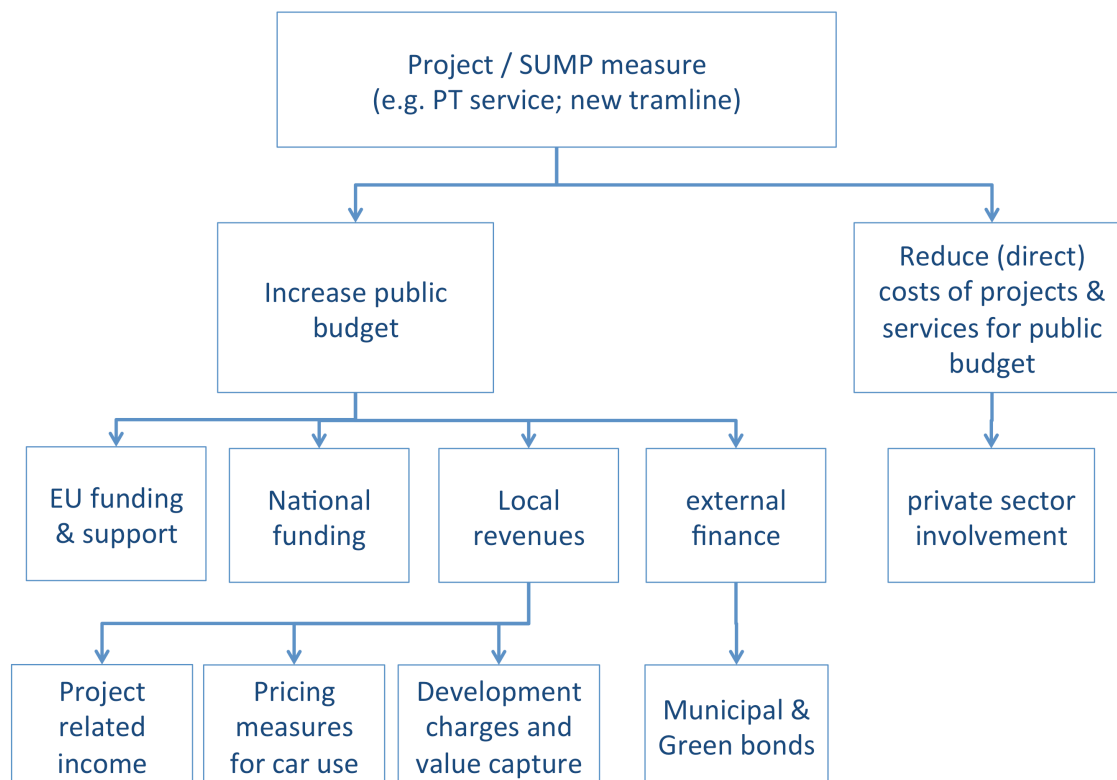 Project / SUMP measure
(e.g. PT service; new tramline)
Increase public
budget
Reduce (direct)
costs of projects &
services for public
budget
EU funding
& support
National
funding
Local
revenues
external
finance
private sector
involvement
Project
related
income
Pricing
measures
for car use
Development
charges and
value capture
Municipal &
Green bonds